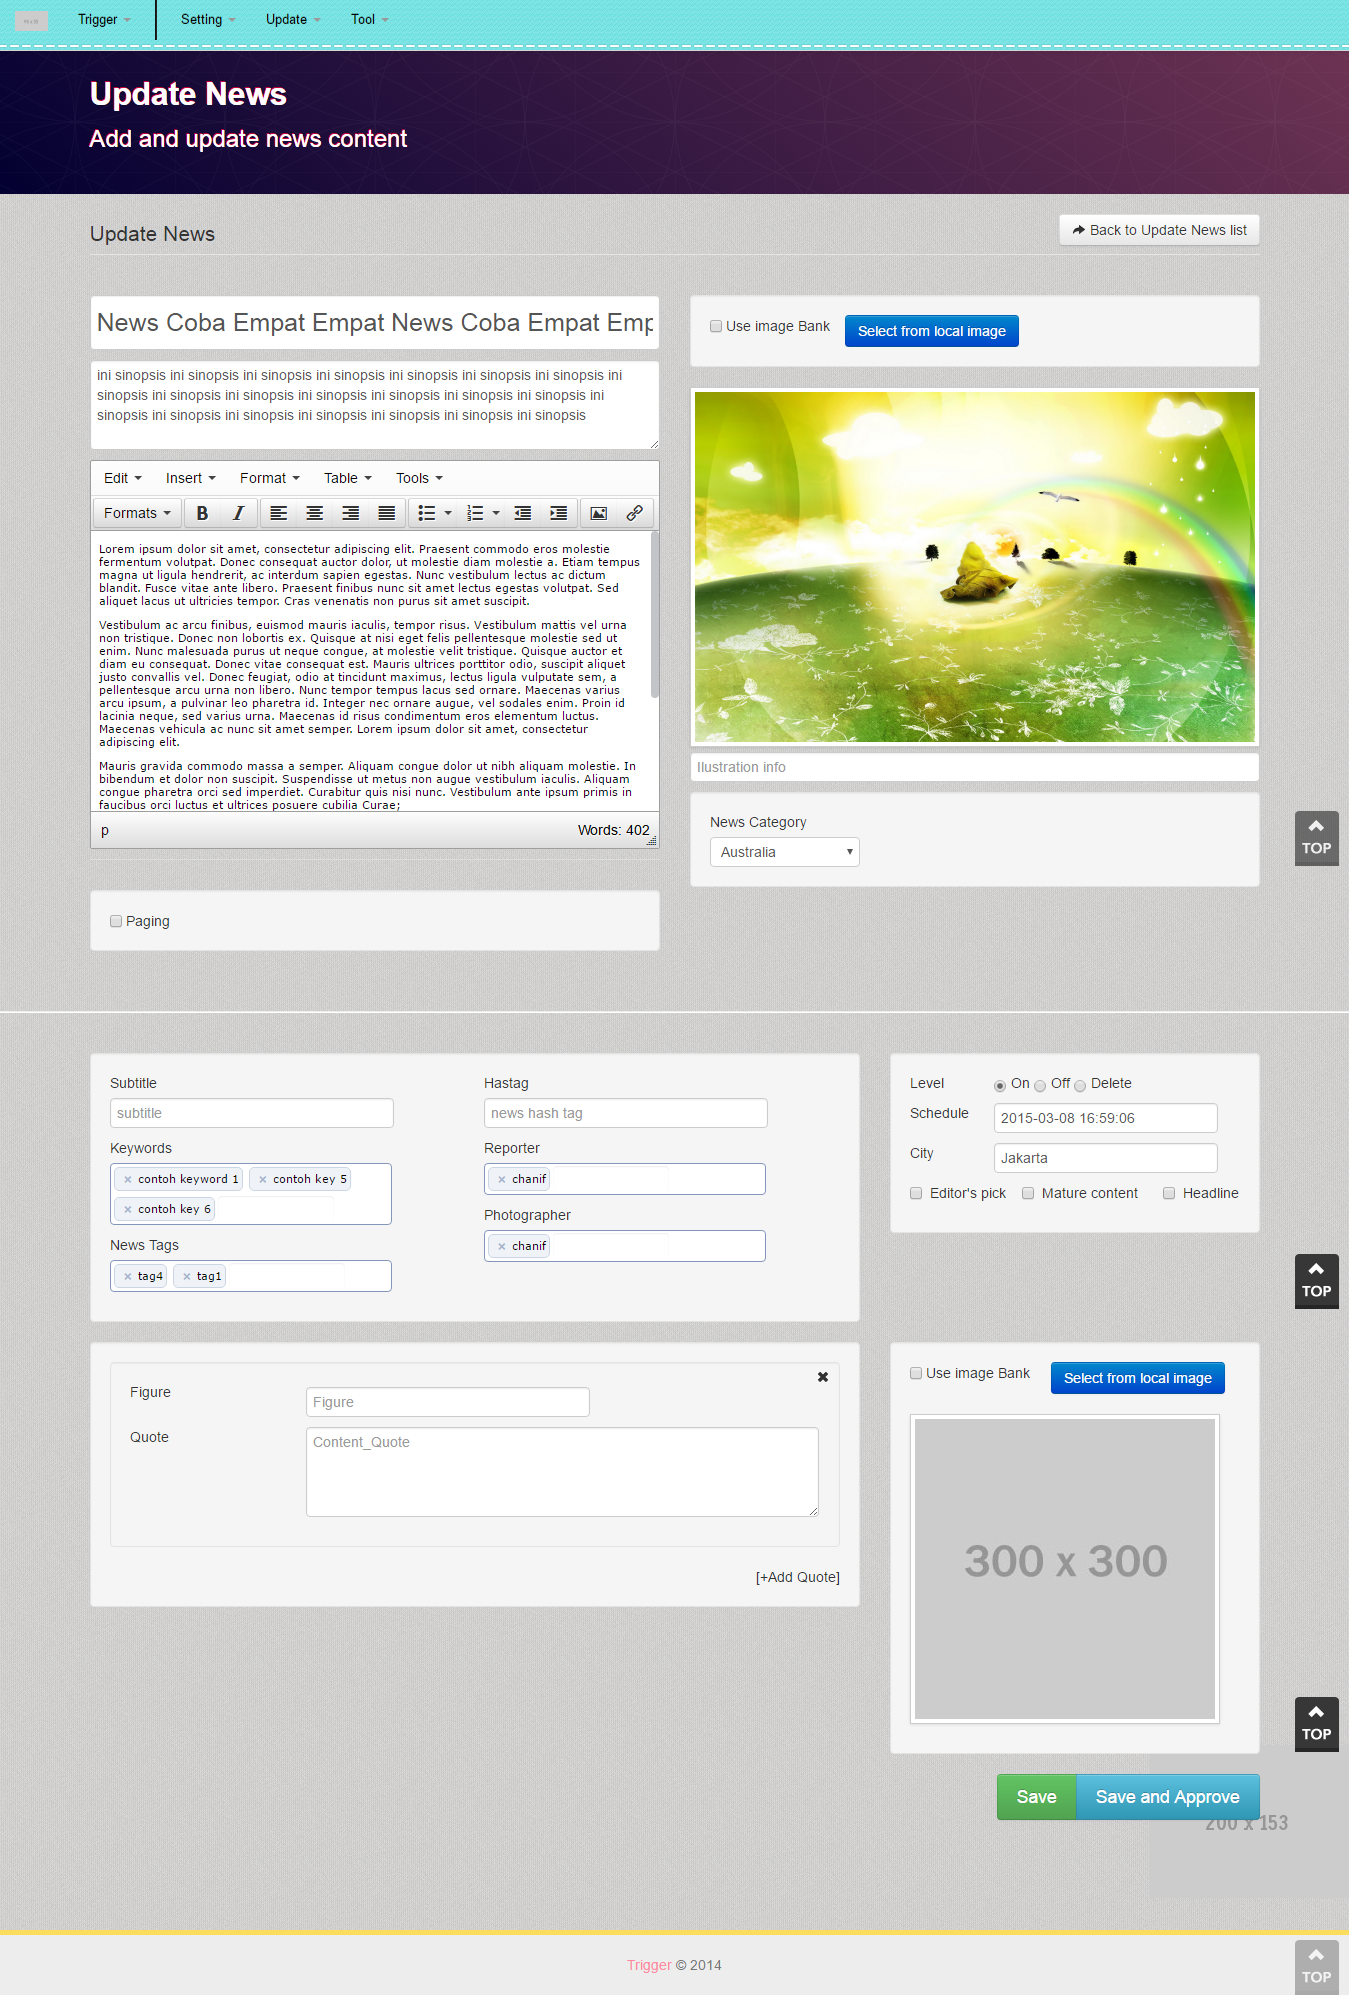 Trigger
Setting
Update
Tool
Update News
Add and update news content
Update News
Back to Update News list
News Coba Empat Empat News Coba Empat Emp
ini sinopsis ini sinopsis ini sinopsis ini sinopsis ini sinopsis ini sinopsis ini sinopsis ini
sinopsis ini sinopsis ini sinopsis ini sinopsis ini sinopsis ini sinopsis ini sinopsis ini
sinopsis ini sinopsis ini sinopsis ini sinopsis ini sinopsis ini sinopsis ini sinopsis
Edit
Insert
Format
Table
Tools
Formats
B
I
Lorem ipsum dolor sit amet, consectetur adipiscing elit. Praesent commodo eros molestie
fermentum volutpat. Donec consequat auctor dolor, ut molestie diam molestie a. Etiam tempus
magna ut ligula hendrerit, ac interdum sapien egestas. Nunc vestibulum lectus ac dictum
blandit. Fusce vitae ante libero. Praesent finibus nunc sit amet lectus egestas volutpat. Sed
aliquet lacus ut ultricies tempor. Cras venenatis non purus sit amet suscipit.
Vestibulum ac arcu finibus, euismod mauris iaculis, tempor risus. Vestibulum mattis vel urna
non tristique. Donec non lobortis ex. Quisque at nisi eget felis pellentesque molestie sed ut
enim. Nunc malesuada purus ut neque congue, at molestie velit tristique. Quisque auctor et
diam eu consequat. Donec vitae consequat est. Mauris ultrices porttitor odio, suscipit aliquet
justo convallis vel. Donec feugiat, odio at tincidunt maximus, lectus ligula vulputate sem, a
pellentesque arcu urna non libero. Nunc tempor tempus lacus sed ornare. Maecenas varius
arcu ipsum, a pulvinar leo pharetra id. Integer nec ornare augue, vel sodales enim. Proin id
lacinia neque, sed varius urna. Maecenas id risus condimentum eros elementum luctus.
Maecenas vehicula ac nunc sit amet semper. Lorem ipsum dolor sit amet, consectetur
adipiscing elit.
Mauris gravida commodo massa a semper. Aliquam congue dolor ut nibh aliquam molestie. In
bibendum et dolor non suscipit. Suspendisse ut metus non augue vestibulum iaculis. Aliquam
congue pharetra orci sed imperdiet. Curabitur quis nisi nunc. Vestibulum ante ipsum primis in
faucibus orci luctus et ultrices posuere cubilia Curae;
p
Words: 402
Paging
Use image Bank
Select from local image
Ilustration info
News Category
Australia
TOP
Subtitle
subtitle
Keywords
× contoh keyword 1
× contoh key 5
× contoh key 6
News Tags
× tag4
× tag1
Hastag
news hash tag
Reporter
× chanif
Photographer
× chanif
Level
On
Off
Delete
Schedule
2015-03-08 16:59:06
City
Jakarta
Editor's pick
Mature content
Headline
TOP
Figure
Figure
Quote
Content_Quote
[+Add Quote]
Use image Bank
Select from local image
300 x 300
TOP
Save
Save and Approve
200 x 153
Trigger © 2014
TOP